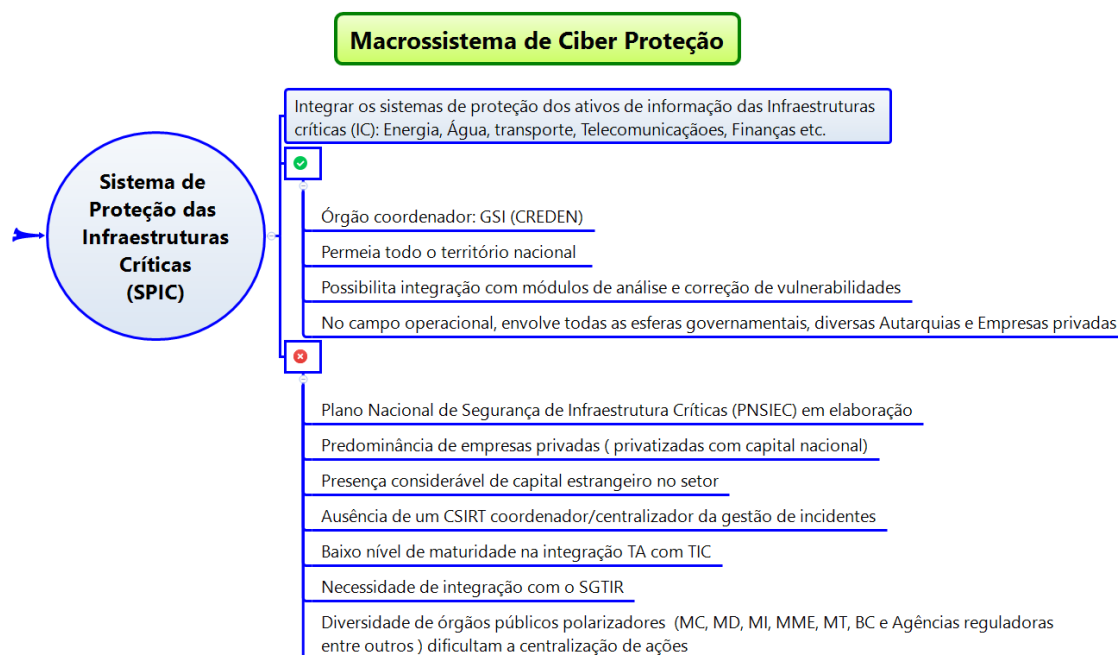 Macrossistema de Ciber Proteção
Sistema de
Proteção das
Infraestruturas
Críticas
(SPIC)
Integrar os sistemas de proteção dos ativos de informação das Infraestruturas
críticas (IC): Energia, Água, transporte, Telecomunicaçãoes, Finanças etc.
Órgão coordenador: GSI (CREDEN)
Permeia todo o território nacional
Possibilita integração com módulos de análise e correção de vulnerabilidades
No campo operacional, envolve todas as esferas governamentais, diversas Autarquias e Empresas privadas
Plano Nacional de Segurança de Infraestrutura Críticas (PNSIEC) em elaboração
Predominância de empresas privadas ( privatizadas com capital nacional)
Presença considerável de capital estrangeiro no setor
Ausência de um CSIRT coordenador/centralizador da gestão de incidentes
Baixo nível de maturidade na integração TA com TIC
Necessidade de integração com o SGTIR
Diversidade de órgãos públicos polarizadores (MC, MD, MI, MME, MT, BC e Agências reguladoras
entre outros ) dificultam a centralização de ações